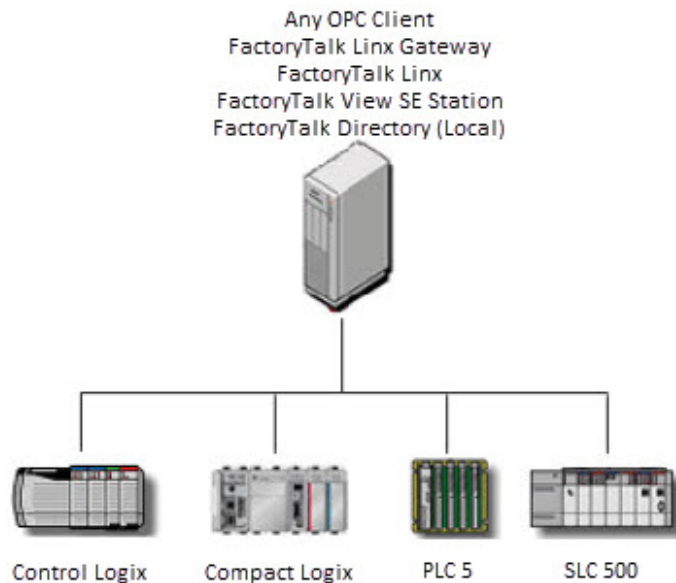 Any OPC Client
FactoryTalk Linx Gateway
FactoryTalk Linx
FactoryTalk View SE Station
FactoryTalk Directory (Local)
Control Logix
Compact Logix
PLC 5
SLC 500